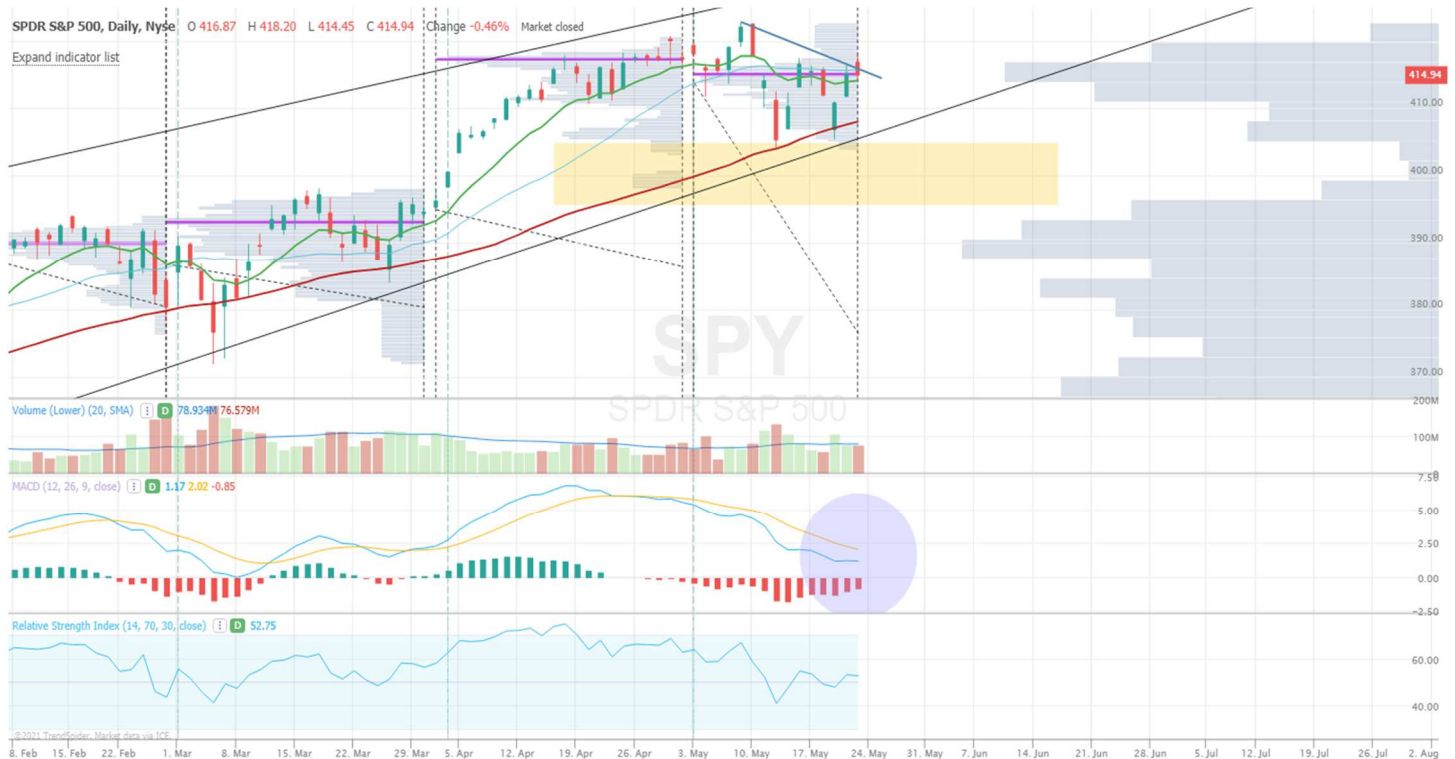 SPDR S&P 500, Daily, Nyse O 416.87 H 418.20 L 414.45 C 414.94 Change -0.46% Market closed
Expand indicator list
414.94
410.00
400.00
390.00
380.00
370.00
SPY
SPDR S&P 500
Volume (Lower) (20, SMA) D 78.934M 76.579M
200M
100M
0
MACD (12, 26, 9, close) D 1.17 2.02 -0.85
7.50
5.00
2.50
0.00
-2.50
Relative Strength Index (14, 70, 30, close) D 52.75
60.00
40.00
©2021 TrendSpider. Market data via ICE.
8. Feb 15. Feb 22. Feb 1. Mar 8. Mar 15. Mar 22. Mar 29. Mar 5. Apr 12. Apr 19. Apr 26. Apr 3. May 10. May 17. May 24. May 31. May 7. Jun 14. Jun 21. Jun 28. Jun 5. Jul 12. Jul 19. Jul 26. Jul 2. Aug